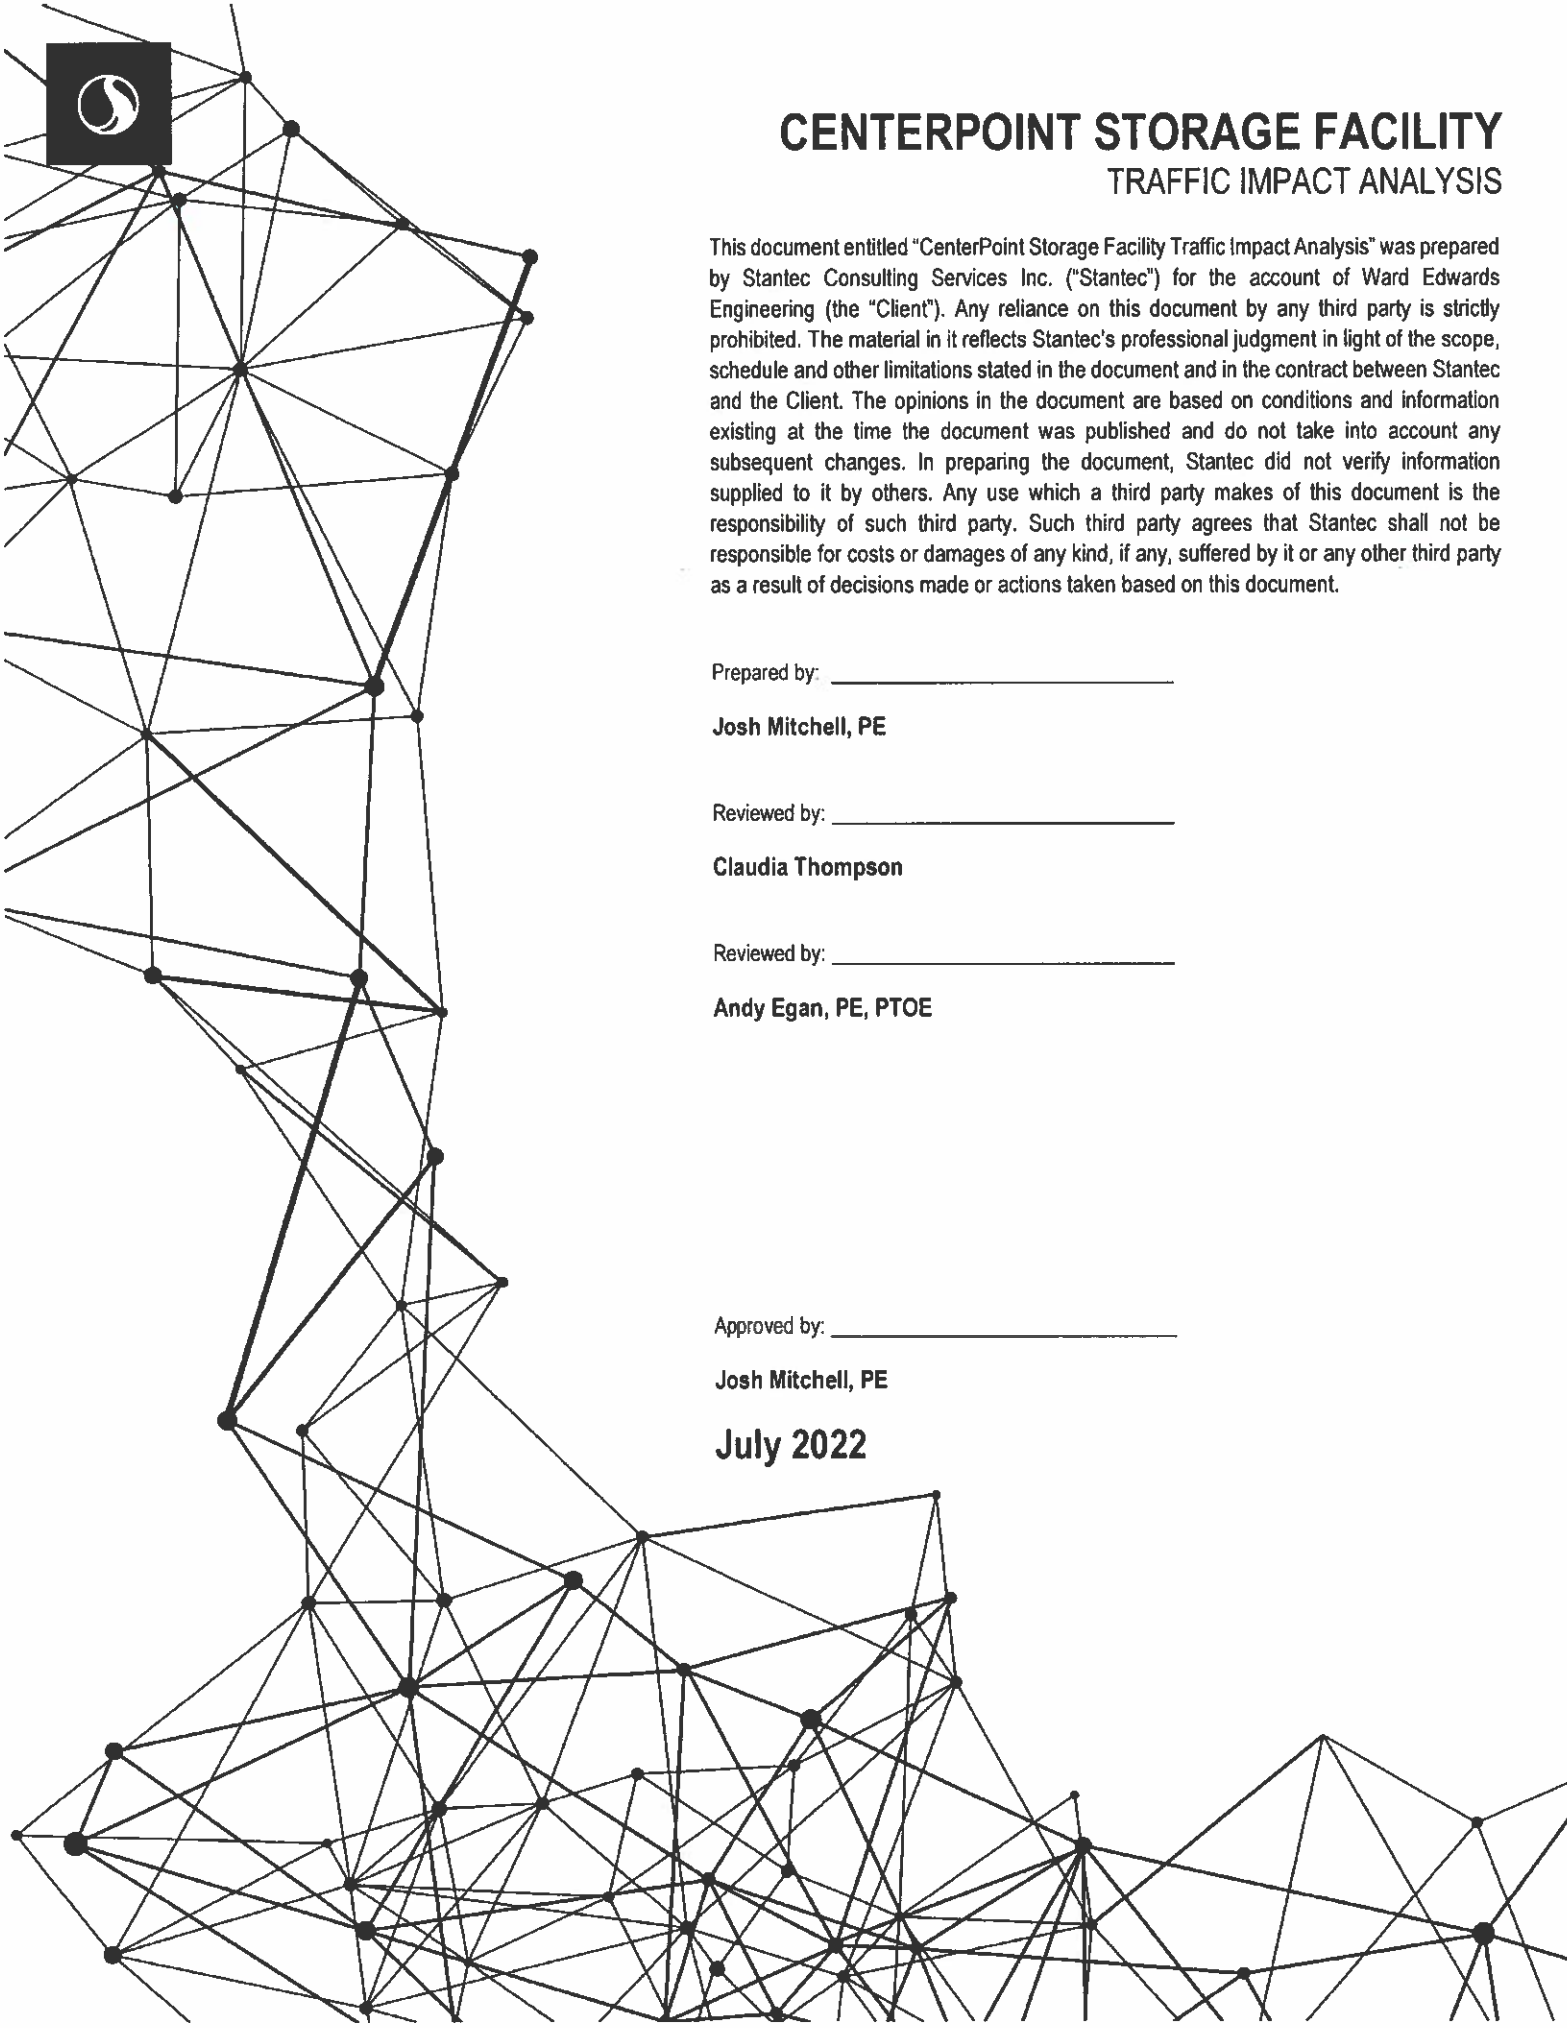 CENTERPOINT STORAGE FACILITY
TRAFFIC IMPACT ANALYSIS
This document entitled “CenterPoint Storage Facility Traffic Impact Analysis” was prepared
by Stantec Consulting Services Inc. (“Stantec”) for the account of Ward Edwards
Engineering (the “Client”). Any reliance on this document by any third party is strictly
prohibited. The material in it reflects Stantec's professional judgment in light of the scope,
schedule and other limitations stated in the document and in the contract between Stantec
and the Client. The opinions in the document are based on conditions and information
existing at the time the document was published and do not take into account any
subsequent changes. In preparing the document, Stantec did not verify information
supplied to it by others. Any use which a third party makes of this document is the
responsibility of such third party. Such third party agrees that Stantec shall not be
responsible for costs or damages of any kind, if any, suffered by it or any other third party
as a result of decisions made or actions taken based on this document.
Prepared by:
Josh Mitchell, PE
Reviewed by:
Claudia Thompson
Reviewed by:
Andy Egan, PE, PTOE
Approved by:
Josh Mitchell, PE
July 2022